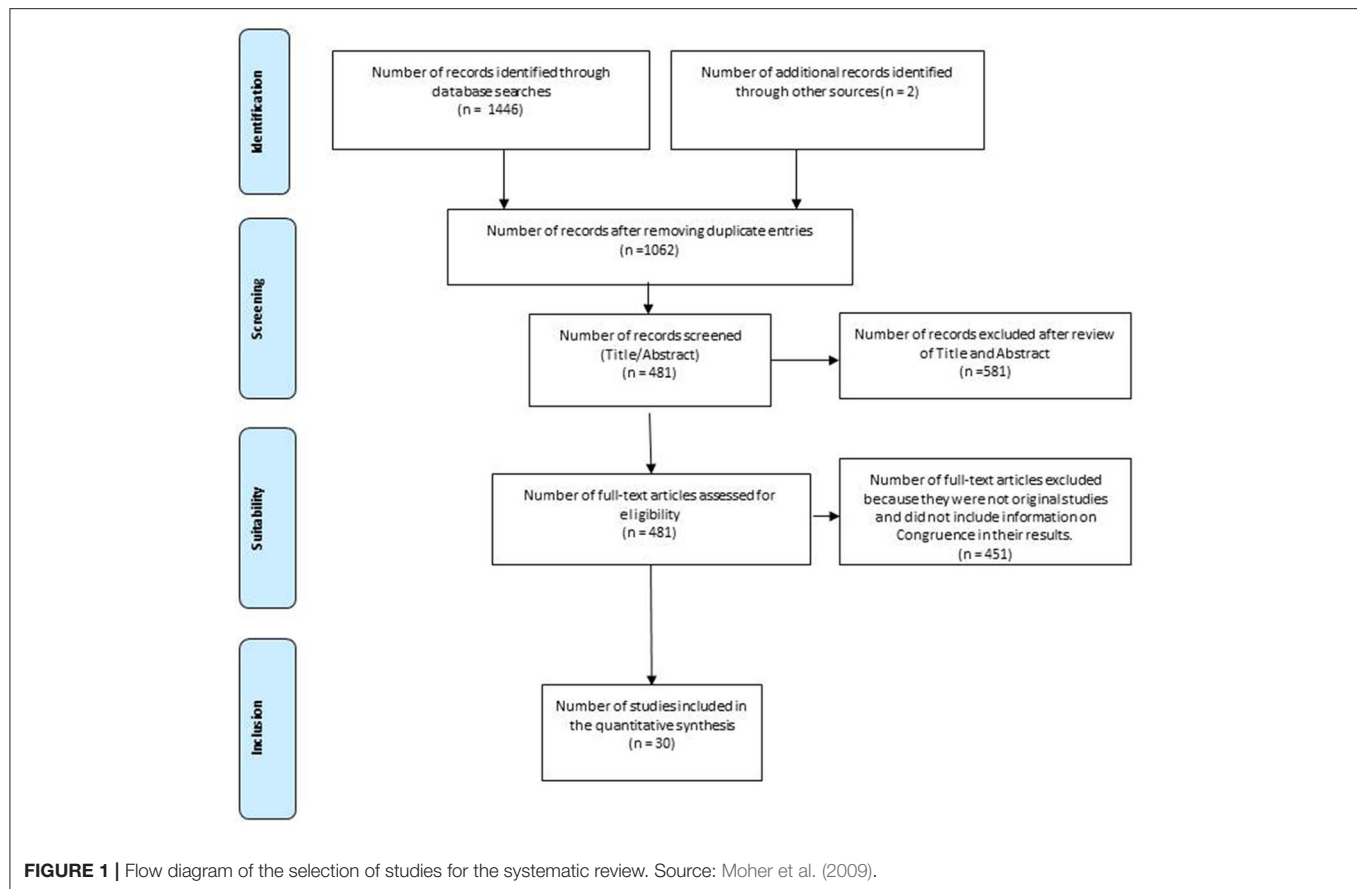 Identification
Number of records identified through
database searches
(n = 1446)
Number of additional records identified
through other sources(n = 2)
Screening
Number of records after removing duplicate entries
(n =1062)
Number of records screened
(Title/Abstract)
(n = 481)
Number of records excluded after review
of Title and Abstract
(n =581)
Suitability
Number of full-text articles assessed for
eligibility
(n = 481)
Number of full-text articles excluded
because they were not original studies
and did not include information on
Congruence in their results.
(n = 451)
Inclusion
Number of studies included in
the quantitative synthesis
(n = 30)
FIGURE 1 | Flow diagram of the selection of studies for the systematic review. Source: Moher et al. (2009).